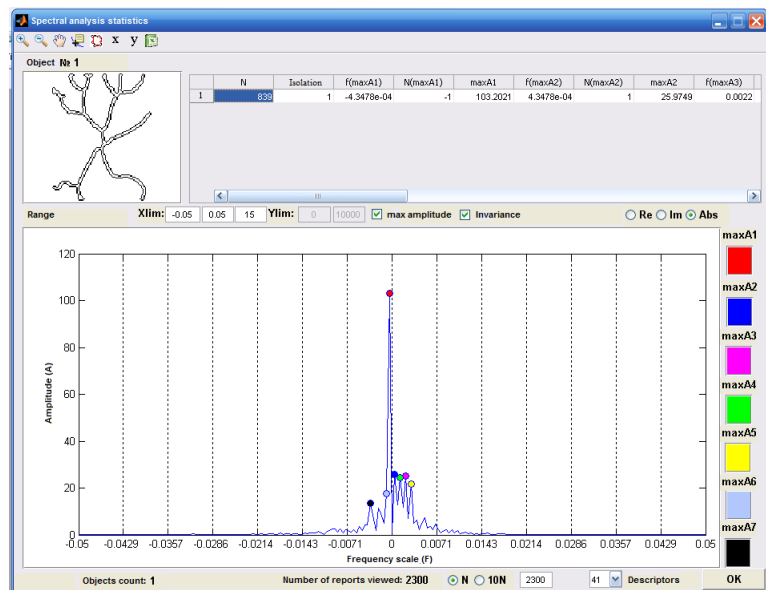 Spectral analysis statistics
x y
Object № 1
N Isolation f(maxA1) N(maxA1) maxA1 f(maxA2) N(maxA2) maxA2 f(maxA3)
1 839 1 -4.3478e-04 -1 103.2021 4.3478e-04 1 25.9749 0.0022
Range Xlim: -0.05 0.05 15 Ylim: 0 10000 max amplitude Invariance Re Im Abs
maxA1
maxA2
maxA3
maxA4
maxA5
maxA6
maxA7
120
100
80
60
40
20
0
Amplitude (A)
-0.05 -0.0429 -0.0357 -0.0286 -0.0214 -0.0143 -0.0071 0 0.0071 0.0143 0.0214 0.0286 0.0357 0.0429 0.05
Frequency scale (F)
Objects count: 1 Number of reports viewed: 2300 N 10N 2300 41 Descriptors OK